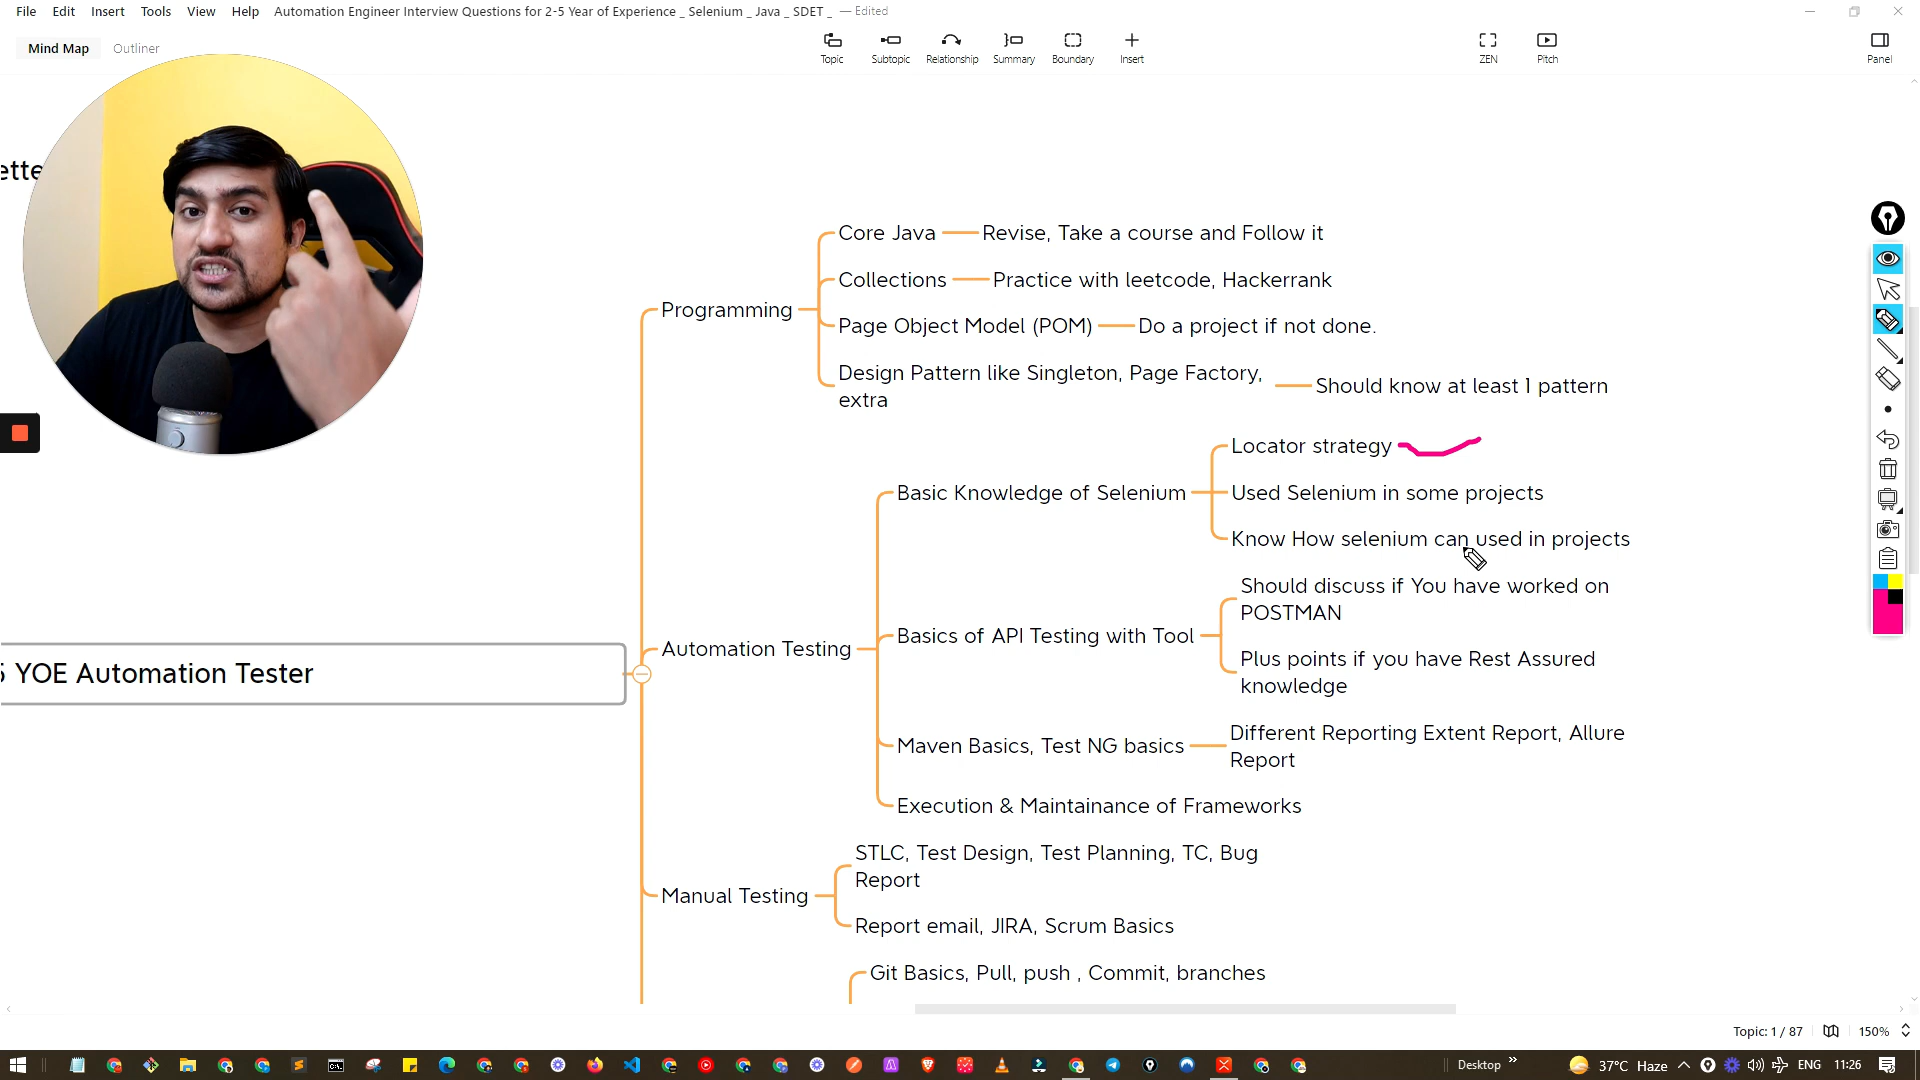 File Edit Insert Tools View Help Automation Engineer Interview Questions for 2-5 Year of Experience _ Selenium _ Java _ SDET _ — Edited
Mind Map Outliner
Topic Subtopic Relationship Summary Boundary Insert ZEN Pitch Panel
Core Java Revise, Take a course and Follow it
Collections Practice with leetcode, Hackerrank
Programming
Page Object Model (POM) Do a project if not done.
Design Pattern like Singleton, Page Factory,
extra
Should know at least 1 pattern
Locator strategy
Basic Knowledge of Selenium Used Selenium in some projects
Know How selenium can used in projects
Should discuss if You have worked on
POSTMAN
Basics of API Testing with Tool
Automation Testing
Plus points if you have Rest Assured
knowledge
YOE Automation Tester
Maven Basics, Test NG basics
Different Reporting Extent Report, Allure
Report
Execution & Maintainance of Frameworks
STLC, Test Design, Test Planning, TC, Bug
Report
Manual Testing
Report email, JIRA, Scrum Basics
Git Basics, Pull, push , Commit, branches
Topic: 1 / 87 150%
Desktop 37°C Haze ENG 11:26